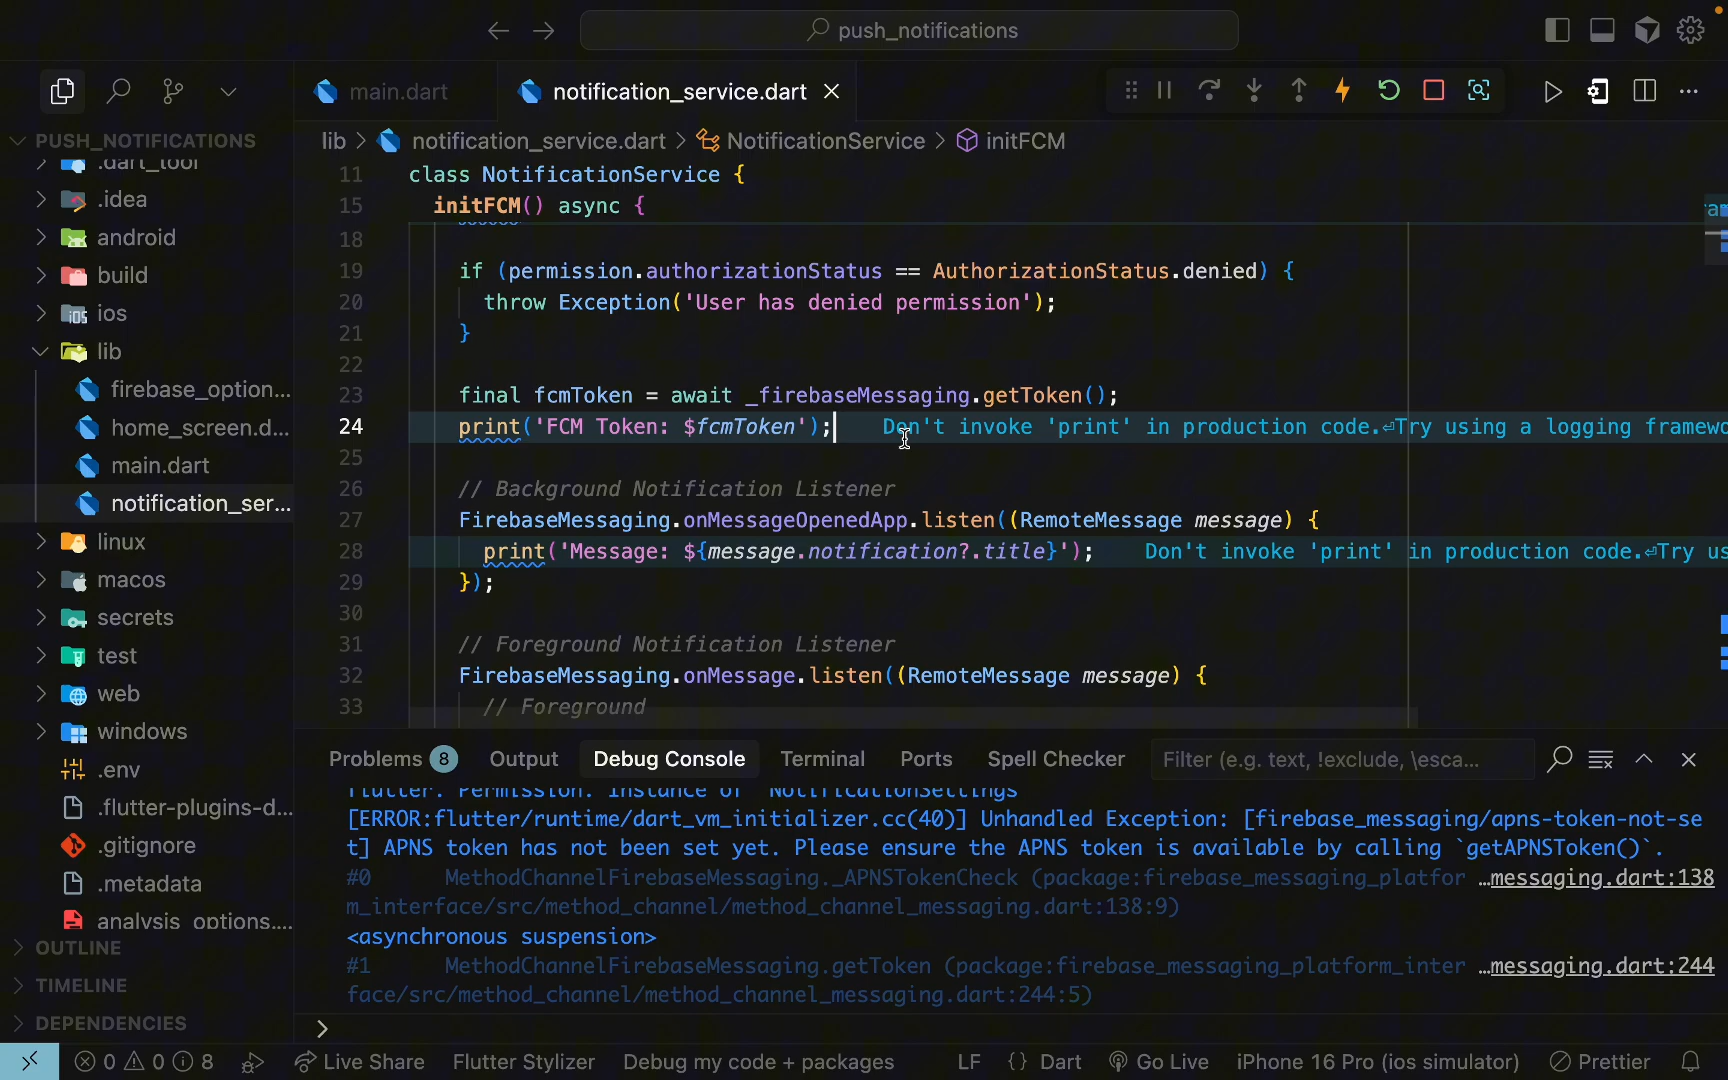 push_notifications
main.dart
notification_service.dart
PUSH_NOTIFICATIONS
.dart_tool
.idea
android
build
ios
lib
firebase_option...
home_screen.d...
main.dart
notification_ser...
linux
macos
secrets
test
web
windows
.env
.flutter-plugins-d...
.gitignore
.metadata
analysis_options....
OUTLINE
TIMELINE
DEPENDENCIES
lib > notification_service.dart > NotificationService > initFCM
11 class NotificationService {
15 initFCM() async {
18
19 if (permission.authorizationStatus == AuthorizationStatus.denied) {
20 throw Exception('User has denied permission');
21 }
22
23 final fcmToken = await _firebaseMessaging.getToken();
24 print('FCM Token: $fcmToken'); Don't invoke 'print' in production code.⏎Try using a logging framewo
25
26 // Background Notification Listener
27 FirebaseMessaging.onMessageOpenedApp.listen((RemoteMessage message) {
28 print('Message: ${message.notification?.title}'); Don't invoke 'print' in production code.⏎Try us
29 });
30
31 // Foreground Notification Listener
32 FirebaseMessaging.onMessage.listen((RemoteMessage message) {
33 // Foreground
Problems 8 Output Debug Console Terminal Ports Spell Checker Filter (e.g. text, !exclude, \esca...
flutter: Permission: Instance of 'NotificationSettings'
[ERROR:flutter/runtime/dart_vm_initializer.cc(40)] Unhandled Exception: [firebase_messaging/apns-token-not-se
t] APNS token has not been set yet. Please ensure the APNS token is available by calling `getAPNSToken()`.
#0 MethodChannelFirebaseMessaging._APNSTokenCheck (package:firebase_messaging_platfor …messaging.dart:138
m_interface/src/method_channel/method_channel_messaging.dart:138:9)
<asynchronous suspension>
#1 MethodChannelFirebaseMessaging.getToken (package:firebase_messaging_platform_inter …messaging.dart:244
face/src/method_channel/method_channel_messaging.dart:244:5)
>
0 0 8 Live Share Flutter Stylizer Debug my code + packages LF {} Dart Go Live iPhone 16 Pro (ios simulator) Prettier